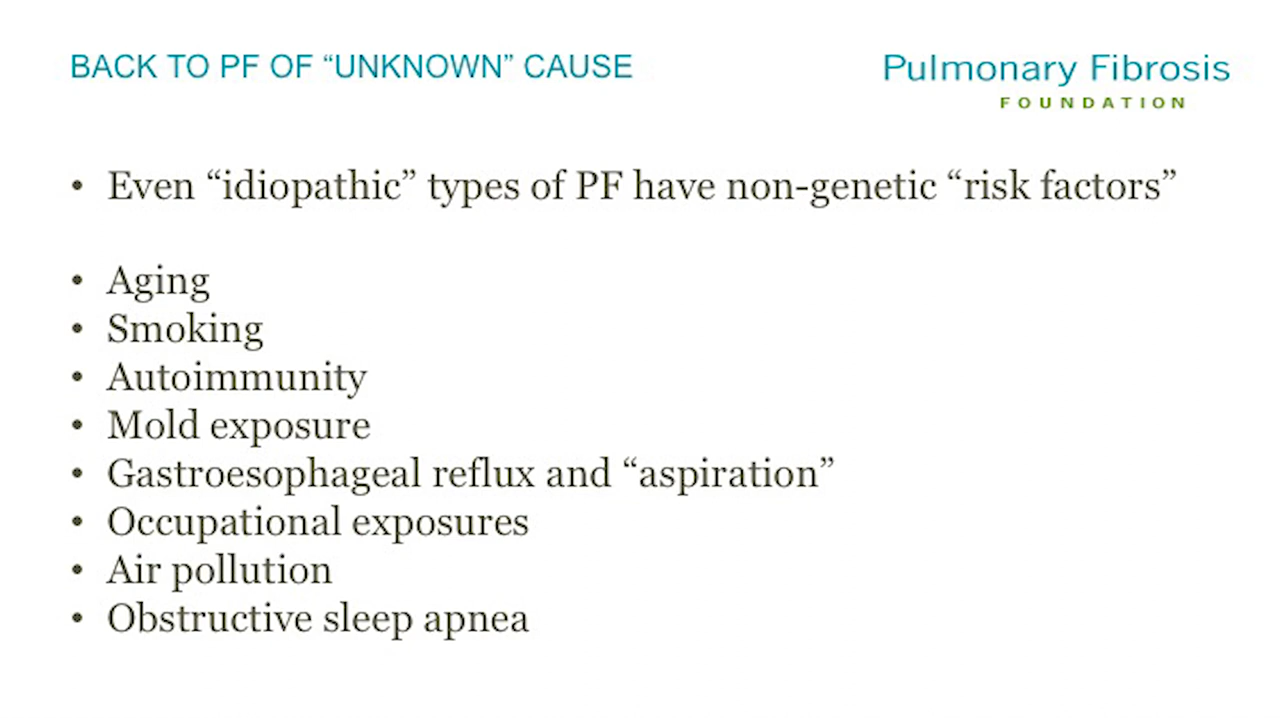 BACK TO PF OF “UNKNOWN” CAUSE
Pulmonary Fibrosis
FOUNDATION
• Even “idiopathic” types of PF have non-genetic “risk factors”
• Aging
• Smoking
• Autoimmunity
• Mold exposure
• Gastroesophageal reflux and “aspiration”
• Occupational exposures
• Air pollution
• Obstructive sleep apnea